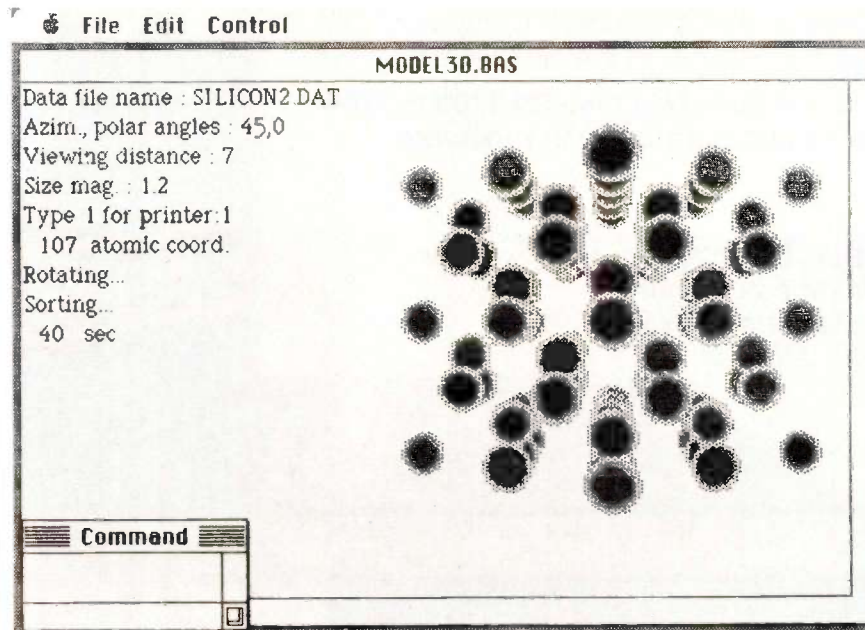 File Edit Control
MODEL3D.BAS
Data file name : SILICON2.DAT
Azim., polar angles : 45,0
Viewing distance : 7
Size mag. : 1.2
Type 1 for printer:1
107 atomic coord.
Rotating...
Sorting...
40 sec
Command